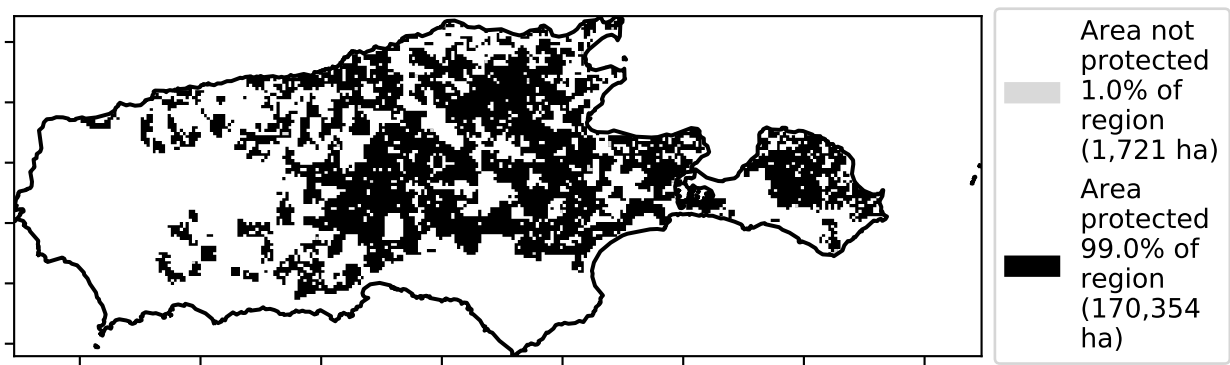 Area not
protected
1.0% of
region
(1,721 ha)
Area
protected
99.0% of
region
(170,354
ha)